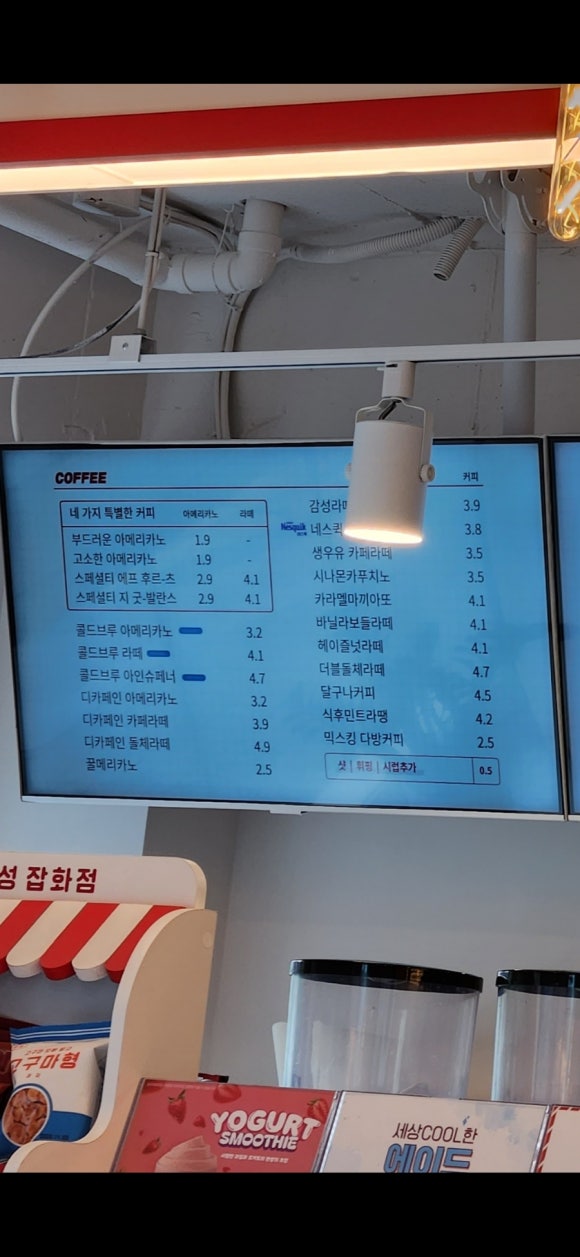 COFFEE
커피
네 가지 특별한 커피 아메리카노 라떼
부드러운 아메리카노 1.9 -
고소한 아메리카노 1.9 -
스페셜티 에프 후르-츠 2.9 4.1
스페셜티 지 굿-발란스 2.9 4.1
콜드브루 아메리카노 3.2
콜드브루 라떼 4.1
콜드브루 아인슈페너 4.7
디카페인 아메리카노 3.2
디카페인 카페라떼 3.9
디카페인 돌체라떼 4.9
꿀메리카노 2.5
감성라 3.9
Nesquik 네스퀵 3.8
생우유 카페라떼 3.5
시나몬카푸치노 3.5
카라멜마끼아또 4.1
바닐라보틀라떼 4.1
헤이즐넛라떼 4.1
더블돌체라떼 4.7
달구나커피 4.5
식후민트라땡 4.2
믹스킹 다방커피 2.5
샷 | 휘핑 | 시럽추가 0.5
성 잡화점
고구마형
YOGURT
SMOOTHIE
세상COOL한
에이드